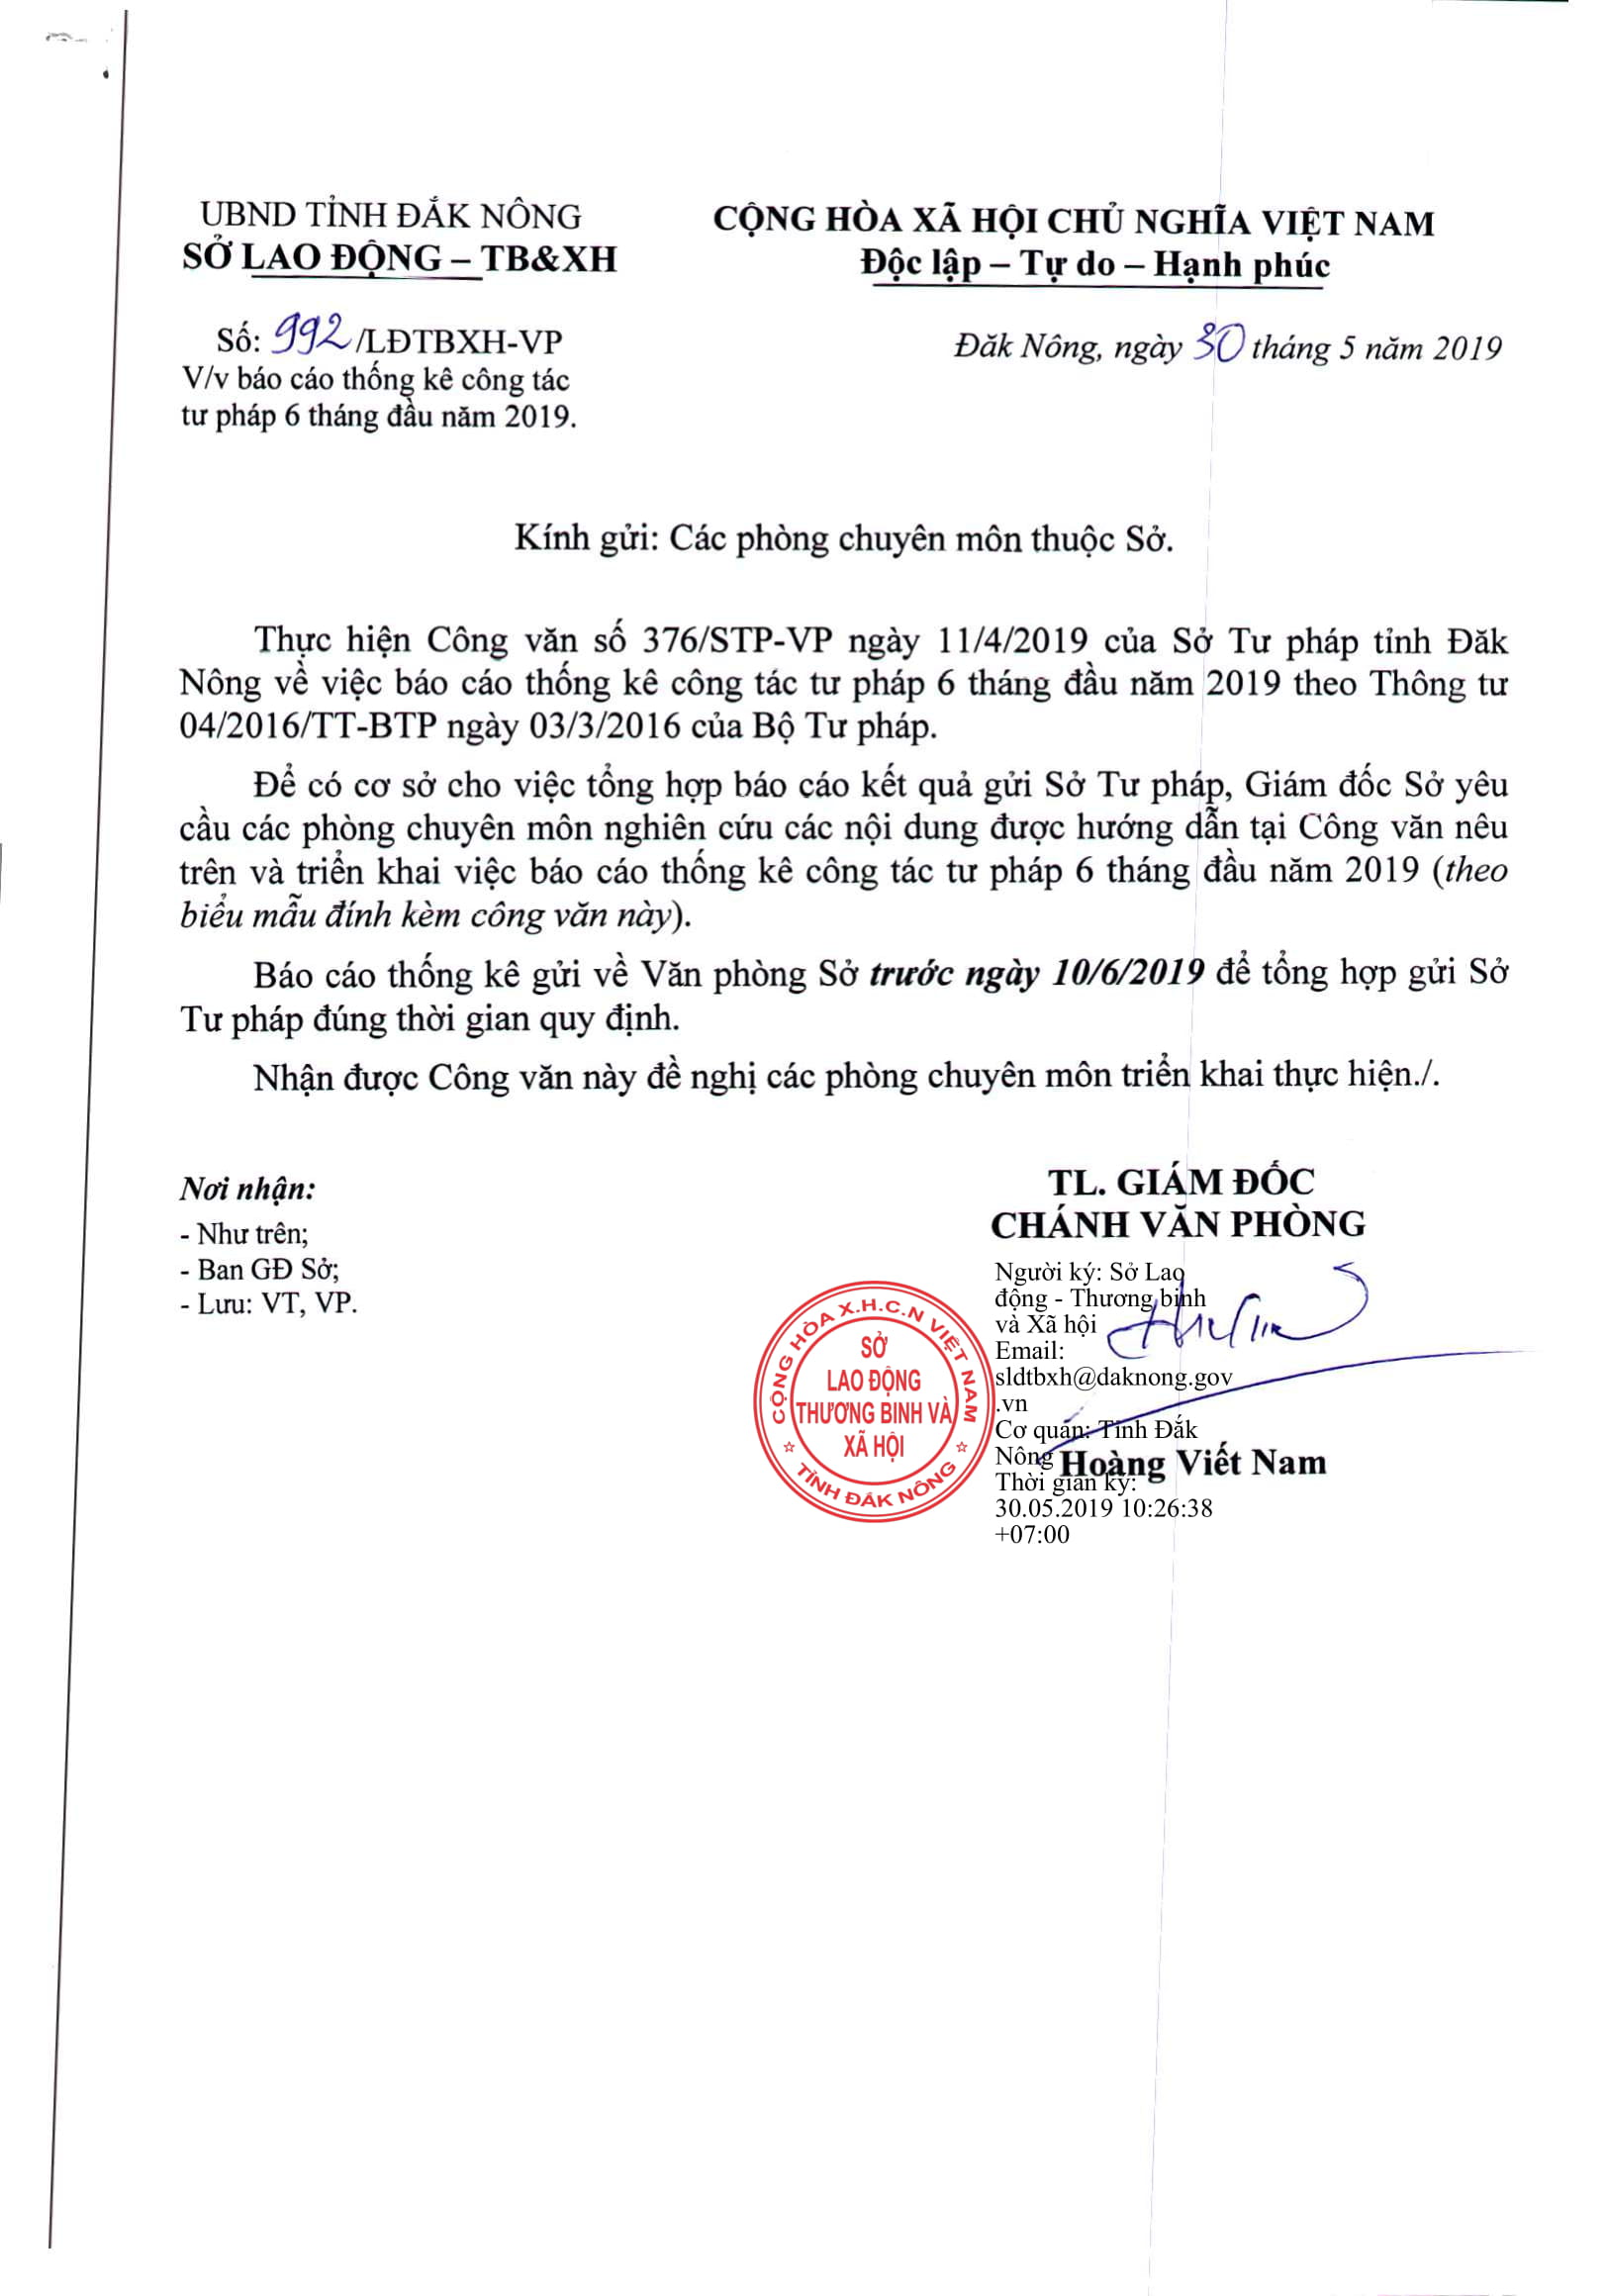 UBND TỈNH ĐẮK NÔNG
SỞ LAO ĐỘNG – TB&XH
CỘNG HÒA XÃ HỘI CHỦ NGHĨA VIỆT NAM
Độc lập – Tự do – Hạnh phúc
Số: 992/LĐTBXH-VP
V/v báo cáo thống kê công tác
tư pháp 6 tháng đầu năm 2019.
Đăk Nông, ngày 30 tháng 5 năm 2019
Kính gửi: Các phòng chuyên môn thuộc Sở.
Thực hiện Công văn số 376/STP-VP ngày 11/4/2019 của Sở Tư pháp tỉnh Đăk
Nông về việc báo cáo thống kê công tác tư pháp 6 tháng đầu năm 2019 theo Thông tư
04/2016/TT-BTP ngày 03/3/2016 của Bộ Tư pháp.
Để có cơ sở cho việc tổng hợp báo cáo kết quả gửi Sở Tư pháp, Giám đốc Sở yêu
cầu các phòng chuyên môn nghiên cứu các nội dung được hướng dẫn tại Công văn nêu
trên và triển khai việc báo cáo thống kê công tác tư pháp 6 tháng đầu năm 2019 (theo
biểu mẫu đính kèm công văn này).
Báo cáo thống kê gửi về Văn phòng Sở trước ngày 10/6/2019 để tổng hợp gửi Sở
Tư pháp đúng thời gian quy định.
Nhận được Công văn này đề nghị các phòng chuyên môn triển khai thực hiện./.
Nơi nhận:
- Như trên;
- Ban GĐ Sở;
- Lưu: VT, VP.
TL. GIÁM ĐỐC
CHÁNH VĂN PHÒNG
Người ký: Sở Lao
động - Thương binh
và Xã hội
Email:
sldtbxh@daknong.gov
.vn
Cơ quan: Tỉnh Đắk
Nông
Thời gian ký:
30.05.2019 10:26:38
+07:00
Hoàng Viết Nam
CỘNG HÒA X.H.C.N VIỆT NAM
SỞ
LAO ĐỘNG
THƯƠNG BINH VÀ
XÃ HỘI
TỈNH ĐẮK NÔNG